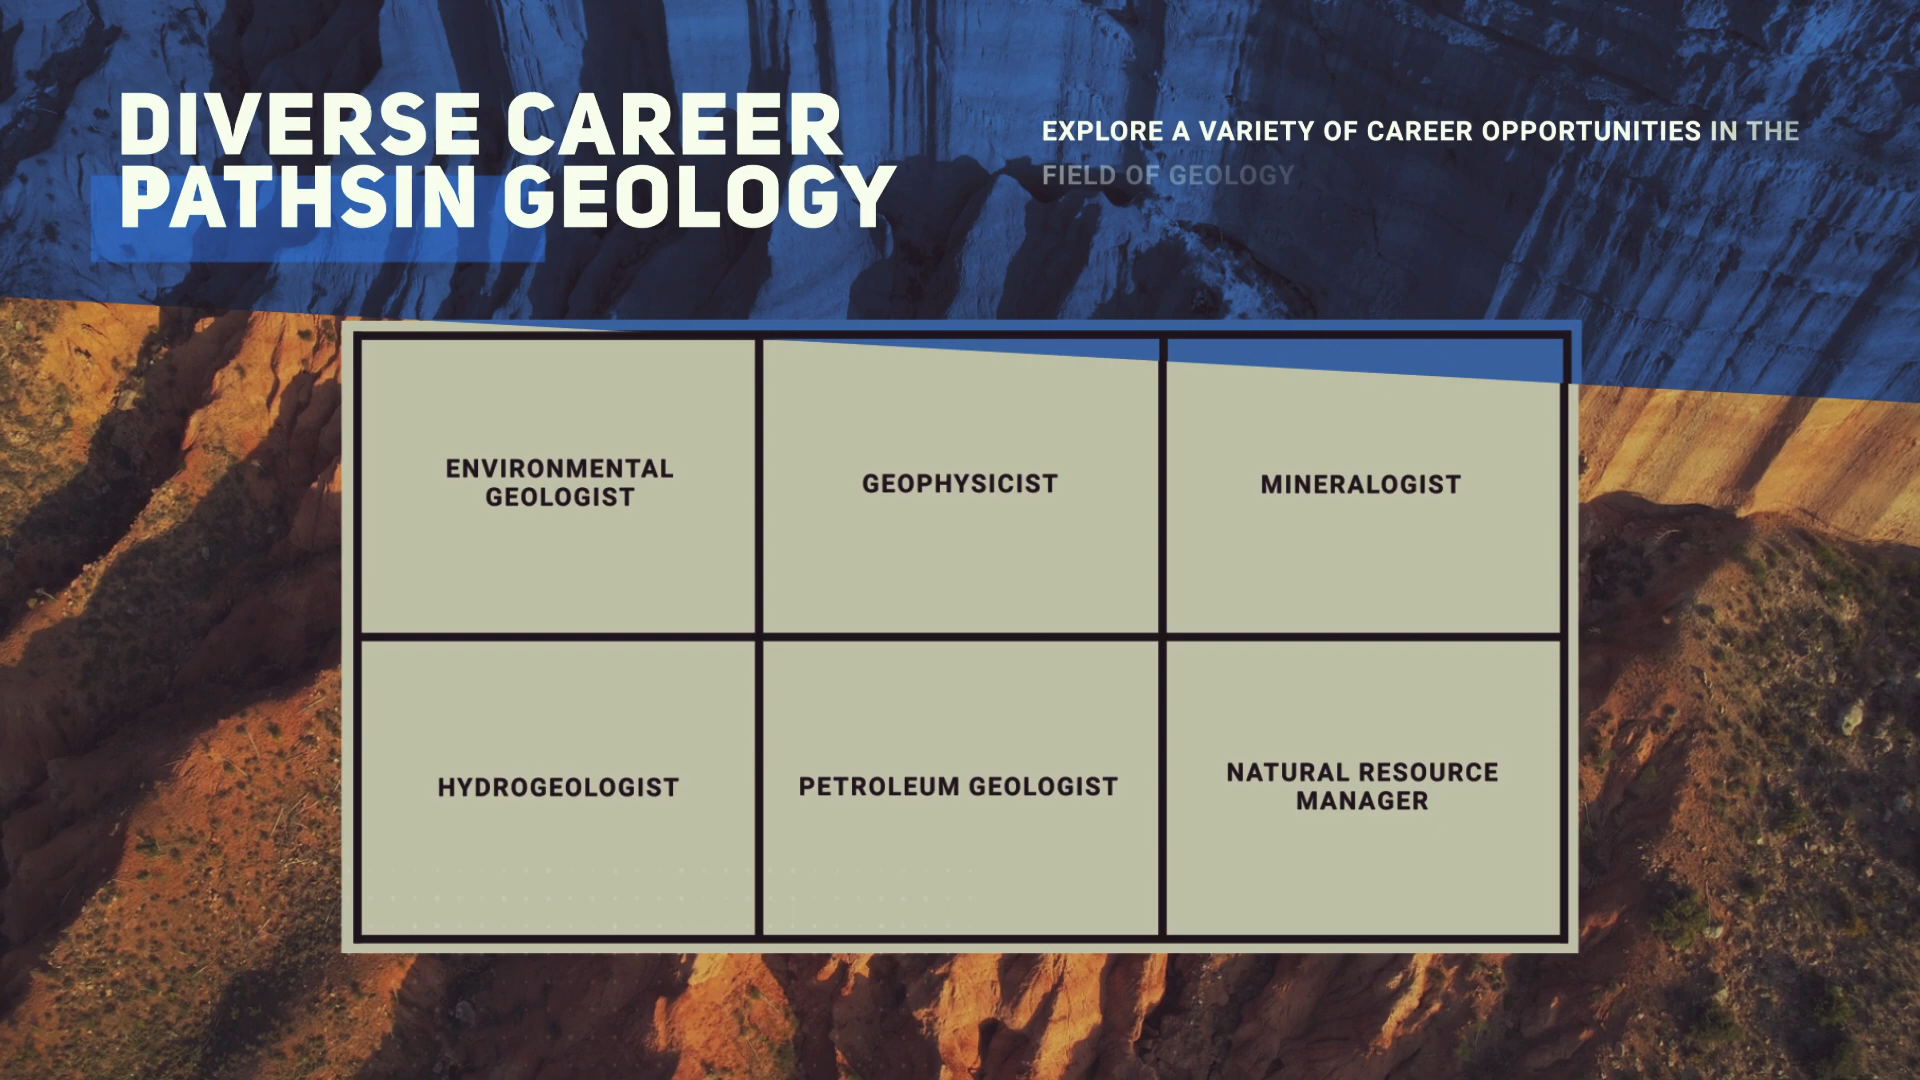 DIVERSE CAREER
PATHSIN GEOLOGY
EXPLORE A VARIETY OF CAREER OPPORTUNITIES IN THE
FIELD OF GEOLOGY
ENVIRONMENTAL
GEOLOGIST
GEOPHYSICIST
MINERALOGIST
HYDROGEOLOGIST
PETROLEUM GEOLOGIST
NATURAL RESOURCE
MANAGER